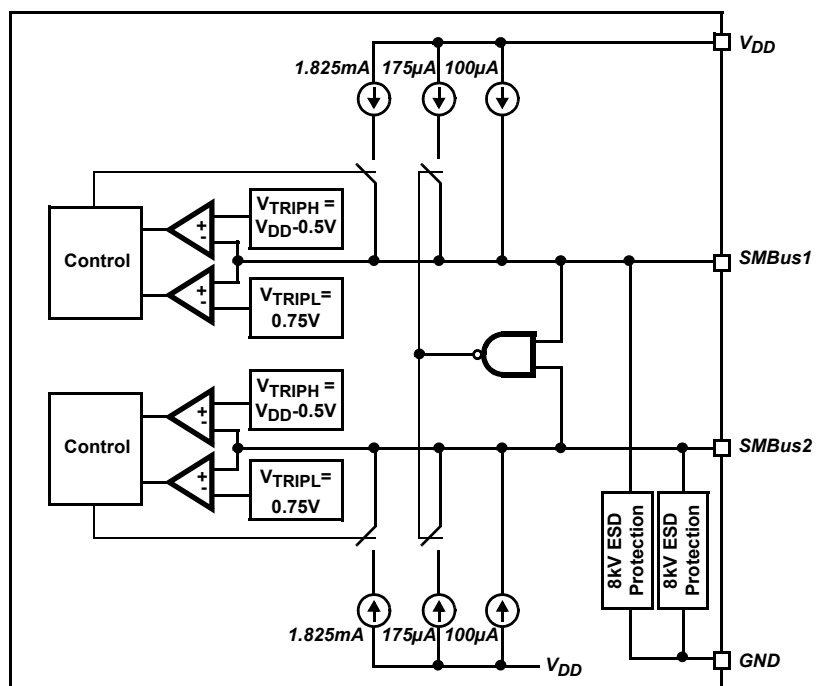 VDD
1.825mA 175µA 100µA
VTRIPH =
VDD-0.5V
+
-
Control
SMBus1
+
-
VTRIPL=
0.75V
VTRIPH =
VDD-0.5V
+
-
Control
SMBus2
+
-
VTRIPL=
0.75V
8kV ESD
Protection
8kV ESD
Protection
1.825mA 175µA 100µA
VDD
GND